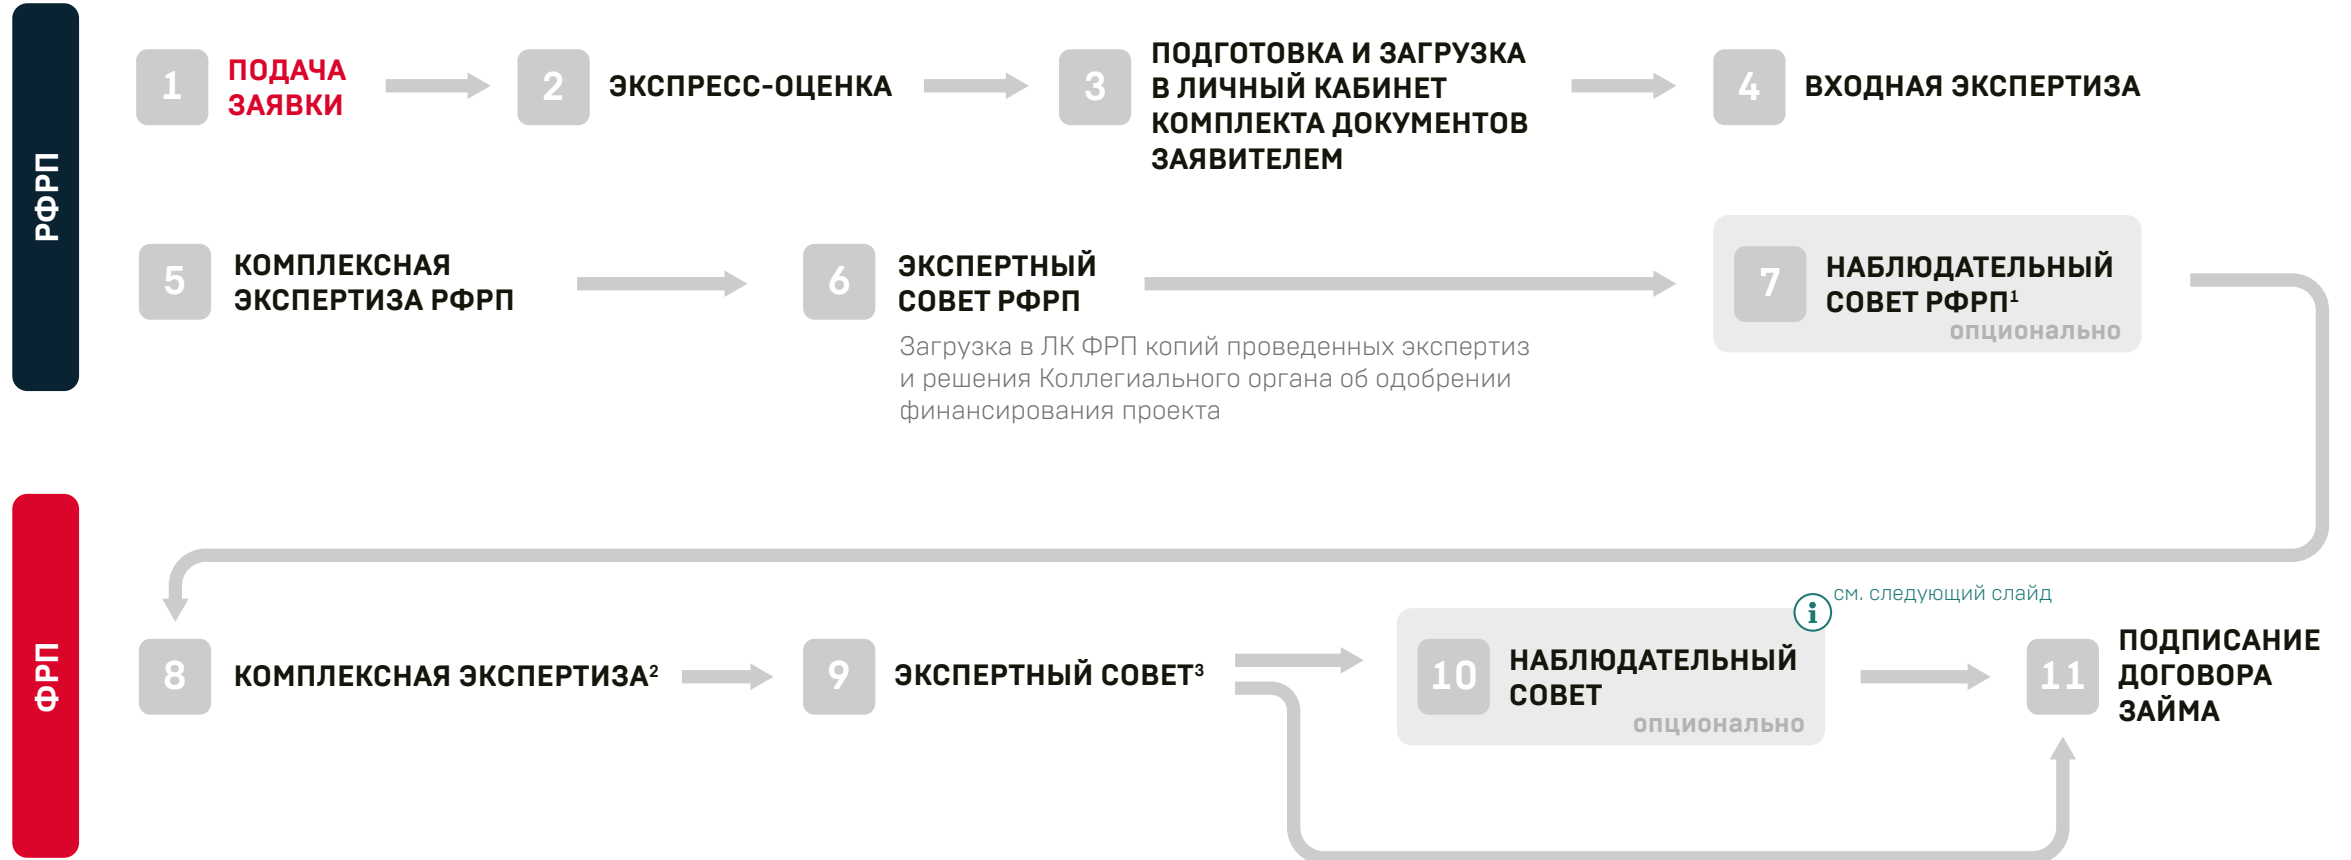 РФРП
1
ПОДАЧА
ЗАЯВКИ
2
ЭКСПРЕСС-ОЦЕНКА
3
ПОДГОТОВКА И ЗАГРУЗКА
В ЛИЧНЫЙ КАБИНЕТ
КОМПЛЕКТА ДОКУМЕНТОВ
ЗАЯВИТЕЛЕМ
4
ВХОДНАЯ ЭКСПЕРТИЗА
5
КОМПЛЕКСНАЯ
ЭКСПЕРТИЗА РФРП
6
ЭКСПЕРТНЫЙ
СОВЕТ РФРП
Загрузка в ЛК ФРП копий проведенных экспертиз
и решения Коллегиального органа об одобрении
финансирования проекта
7
НАБЛЮДАТЕЛЬНЫЙ
СОВЕТ РФРП¹
опционально
ФРП
8
КОМПЛЕКСНАЯ ЭКСПЕРТИЗА²
9
ЭКСПЕРТНЫЙ СОВЕТ³
i
см. следующий слайд
10
НАБЛЮДАТЕЛЬНЫЙ
СОВЕТ
опционально
11
ПОДПИСАНИЕ
ДОГОВОРА
ЗАЙМА